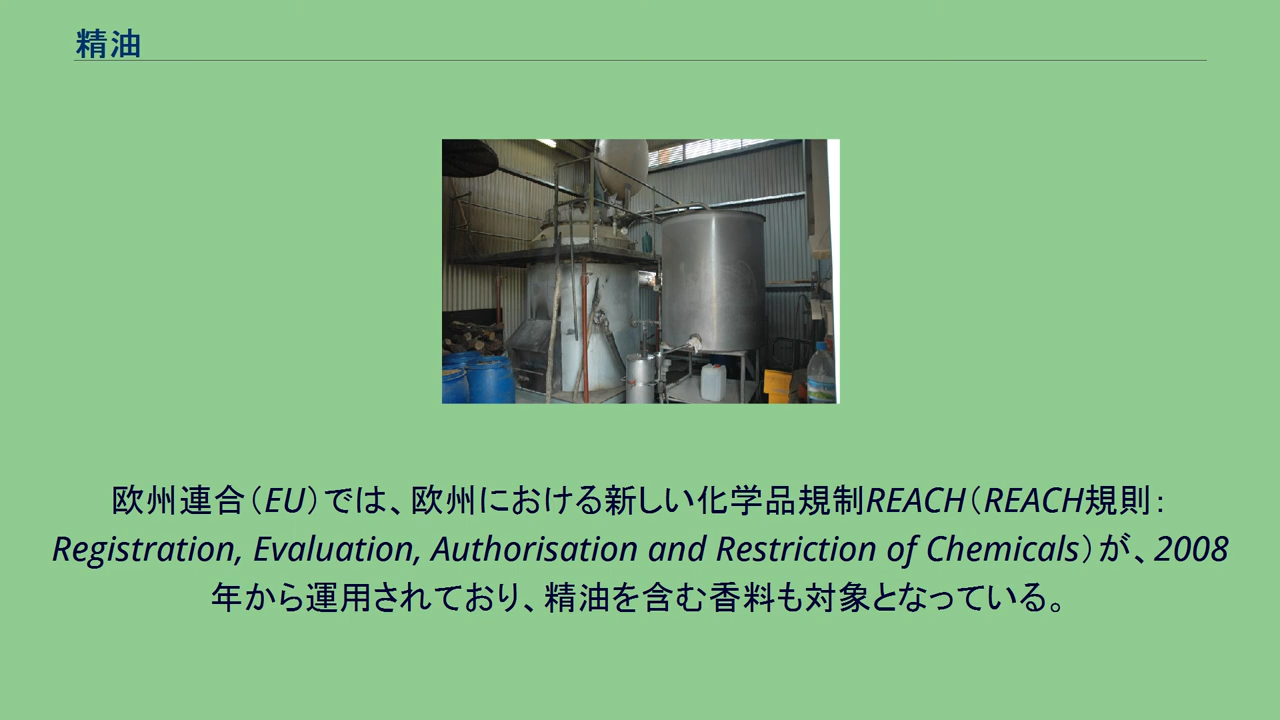 精油
欧州連合（EU）では、欧州における新しい化学品規制REACH（REACH規則：
Registration, Evaluation, Authorisation and Restriction of Chemicals）が、2008
年から運用されており、精油を含む香料も対象となっている。